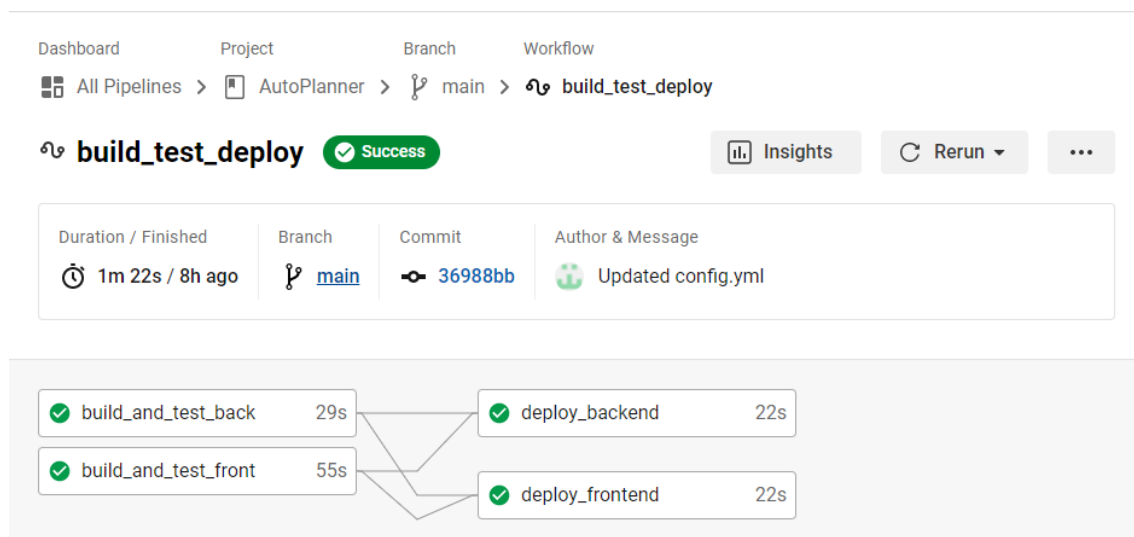 Dashboard Project Branch Workflow
All Pipelines > AutoPlanner > main > build_test_deploy
build_test_deploy Success Insights Rerun ...
Duration / Finished Branch Commit Author & Message
1m 22s / 8h ago main 36988bb Updated config.yml
build_and_test_back 29s deploy_backend 22s
build_and_test_front 55s
deploy_frontend 22s